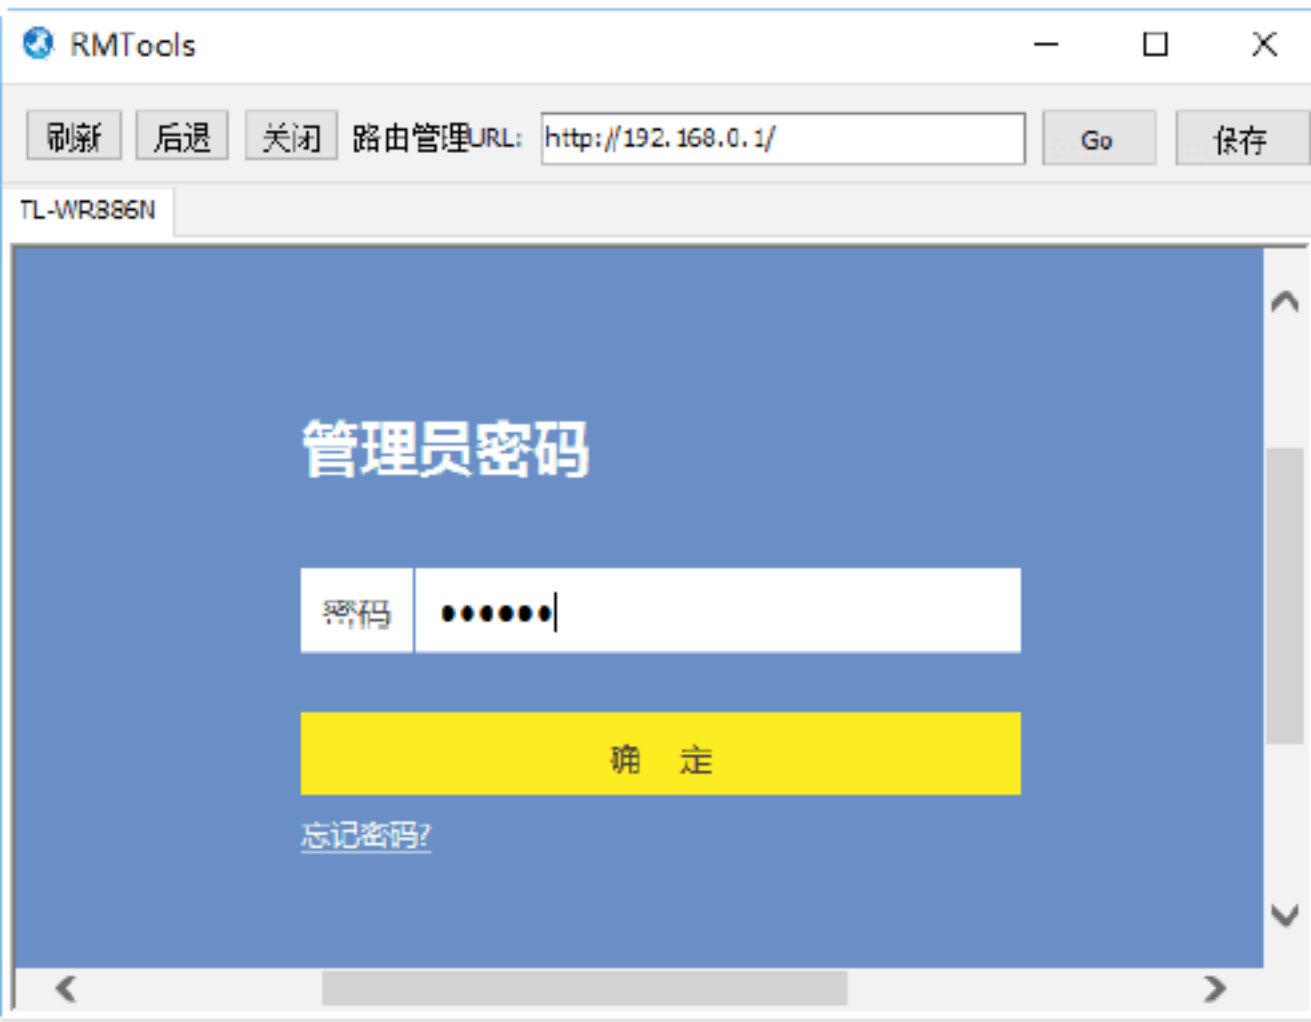 RMTools
刷新 后退 关闭 路由管理URL: http://192.168.0.1/ Go 保存
TL-WR886N
管理员密码
密码 ••••••
确 定
忘记密码?